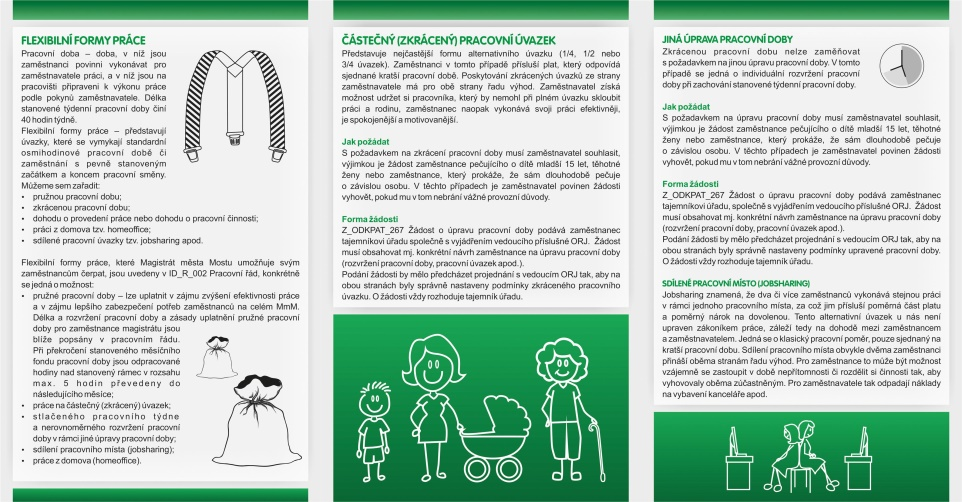 FLEXIBILNÍ FORMY PRÁCE
Pracovní doba – doba, v níž jsou
zaměstnanci povinni vykonávat pro
zaměstnavatele práci, a v níž jsou na
pracovišti připraveni k výkonu práce
podle pokynů zaměstnavatele. Délka
stanovené týdenní pracovní doby činí
40 hodin týdně.
Flexibilní formy práce – představují
úvazky, které se vymykají standardní
osmihodinové pracovní době či
zaměstnání s pevně stanoveným
začátkem a koncem pracovní směny.
Můžeme sem zařadit:
• pružnou pracovní dobu;
• zkrácenou pracovní dobu;
• dohodu o provedení práce nebo dohodu o pracovní činnosti;
• práci z domova tzv. homeoffice;
• sdílené pracovní úvazky tzv. jobsharing apod.
Flexibilní formy práce, které Magistrát města Mostu umožňuje svým
zaměstnancům čerpat, jsou uvedeny v ID_R_002 Pracovní řád, konkrétně
se jedná o možnost:
• pružné pracovní doby – lze uplatnit v zájmu zvýšení efektivnosti práce
a v zájmu lepšího zabezpečení potřeb zaměstnanců na celém MmM.
Délka a rozvržení pracovní doby a zásady uplatnění pružné pracovní
doby pro zaměstnance magistrátu jsou
blíže popsány v pracovním řádu.
Při překročení stanoveného měsíčního
fondu pracovní doby jsou odpracované
hodiny nad stanovený rámec v rozsahu
max. 5 hodin převedeny do
následujícího měsíce;
• práce na částečný (zkrácený) úvazek;
• stlačeného pracovního týdne
a nerovnoměrného rozvržení pracovní
doby v rámci jiné úpravy pracovní doby;
• sdílení pracovního místa (jobsharing);
• práce z domova (homeoffice).
ČÁSTEČNÝ (ZKRÁCENÝ) PRACOVNÍ ÚVAZEK
Představuje nejčastější formu alternativního úvazku (1/4, 1/2 nebo
3/4 úvazek). Zaměstnanci v tomto případě přísluší plat, který odpovídá
sjednané kratší pracovní době. Poskytování zkrácených úvazků ze strany
zaměstnavatele má pro obě strany řadu výhod. Zaměstnavatel získá
možnost udržet si pracovníka, který by nemohl při plném úvazku skloubit
práci a rodinu, zaměstnanec naopak vykonává svoji práci efektivněji,
je spokojenější a motivovanější.
Jak požádat
S požadavkem na zkrácení pracovní doby musí zaměstnavatel souhlasit,
výjimkou je žádost zaměstnance pečujícího o dítě mladší 15 let, těhotné
ženy nebo zaměstnance, který prokáže, že sám dlouhodobě pečuje
o závislou osobu. V těchto případech je zaměstnavatel povinen žádosti
vyhovět, pokud mu v tom nebrání vážné provozní důvody.
Forma žádosti
Z_ODKPAT_267 Žádost o úpravu pracovní doby podává zaměstnanec
tajemníkovi úřadu společně s vyjádřením vedoucího příslušné ORJ. Žádost
musí obsahovat mj. konkrétní návrh zaměstnance na úpravu pracovní doby
(rozvržení pracovní doby, pracovní úvazek apod.).
Podání žádosti by mělo předcházet projednání s vedoucím ORJ tak, aby na
obou stranách byly správně nastaveny podmínky zkráceného pracovního
úvazku. O žádosti vždy rozhoduje tajemník úřadu.
JINÁ ÚPRAVA PRACOVNÍ DOBY
Zkrácenou pracovní dobu nelze zaměňovat
s požadavkem na jinou úpravu pracovní doby. V tomto
případě se jedná o individuální rozvržení pracovní
doby při zachování stanovené týdenní pracovní doby.
Jak požádat
S požadavkem na úpravu pracovní doby musí zaměstnavatel souhlasit,
výjimkou je žádost zaměstnance pečujícího o dítě mladší 15 let, těhotné
ženy nebo zaměstnance, který prokáže, že sám dlouhodobě pečuje
o závislou osobu. V těchto případech je zaměstnavatel povinen žádosti
vyhovět, pokud mu v tom nebrání vážné provozní důvody.
Forma žádosti
Z_ODKPAT_267 Žádost o úpravu pracovní doby podává zaměstnanec
tajemníkovi úřadu, společně s vyjádřením vedoucího příslušné ORJ. Žádost
musí obsahovat mj. konkrétní návrh zaměstnance na úpravu pracovní doby
(rozvržení pracovní doby, pracovní úvazek apod.).
Podání žádosti by mělo předcházet projednání s vedoucím ORJ tak, aby na
obou stranách byly správně nastaveny podmínky upravené pracovní doby.
O žádosti vždy rozhoduje tajemník úřadu.
SDÍLENÉ PRACOVNÍ MÍSTO (JOBSHARING)
Jobsharing znamená, že dva či více zaměstnanců vykonává stejnou práci
v rámci jednoho pracovního místa, za což jim přísluší poměrná část platu
a poměrný nárok na dovolenou. Tento alternativní úvazek u nás není
upraven zákoníkem práce, záleží tedy na dohodě mezi zaměstnancem
a zaměstnavatelem. Jedná se o klasický pracovní poměr, pouze sjednaný na
kratší pracovní dobu. Sdílení pracovního místa obvykle dvěma zaměstnanci
přináší oběma stranám řadu výhod. Pro zaměstnance to může být možnost
vzájemně se zastoupit v době nepřítomnosti či rozdělit si činnosti tak, aby
vyhovovaly oběma zúčastněným. Pro zaměstnavatele tak odpadají náklady
na vybavení kanceláře apod.